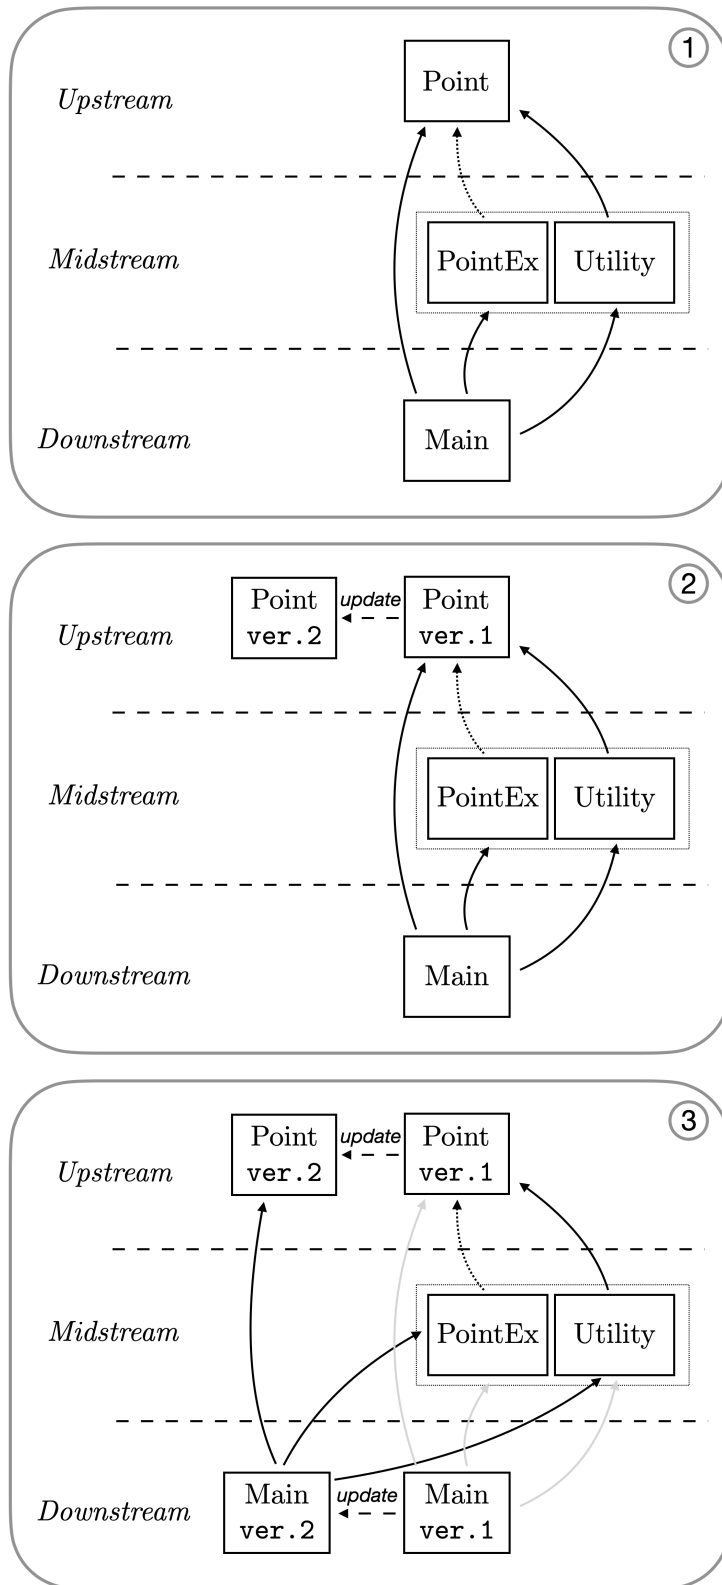 1
Upstream
Point
Midstream
PointEx
Utility
Downstream
Main
2
Upstream
Point
ver.2
update
Point
ver.1
Midstream
PointEx
Utility
Downstream
Main
3
Upstream
Point
ver.2
update
Point
ver.1
Midstream
PointEx
Utility
Downstream
Main
ver.2
update
Main
ver.1